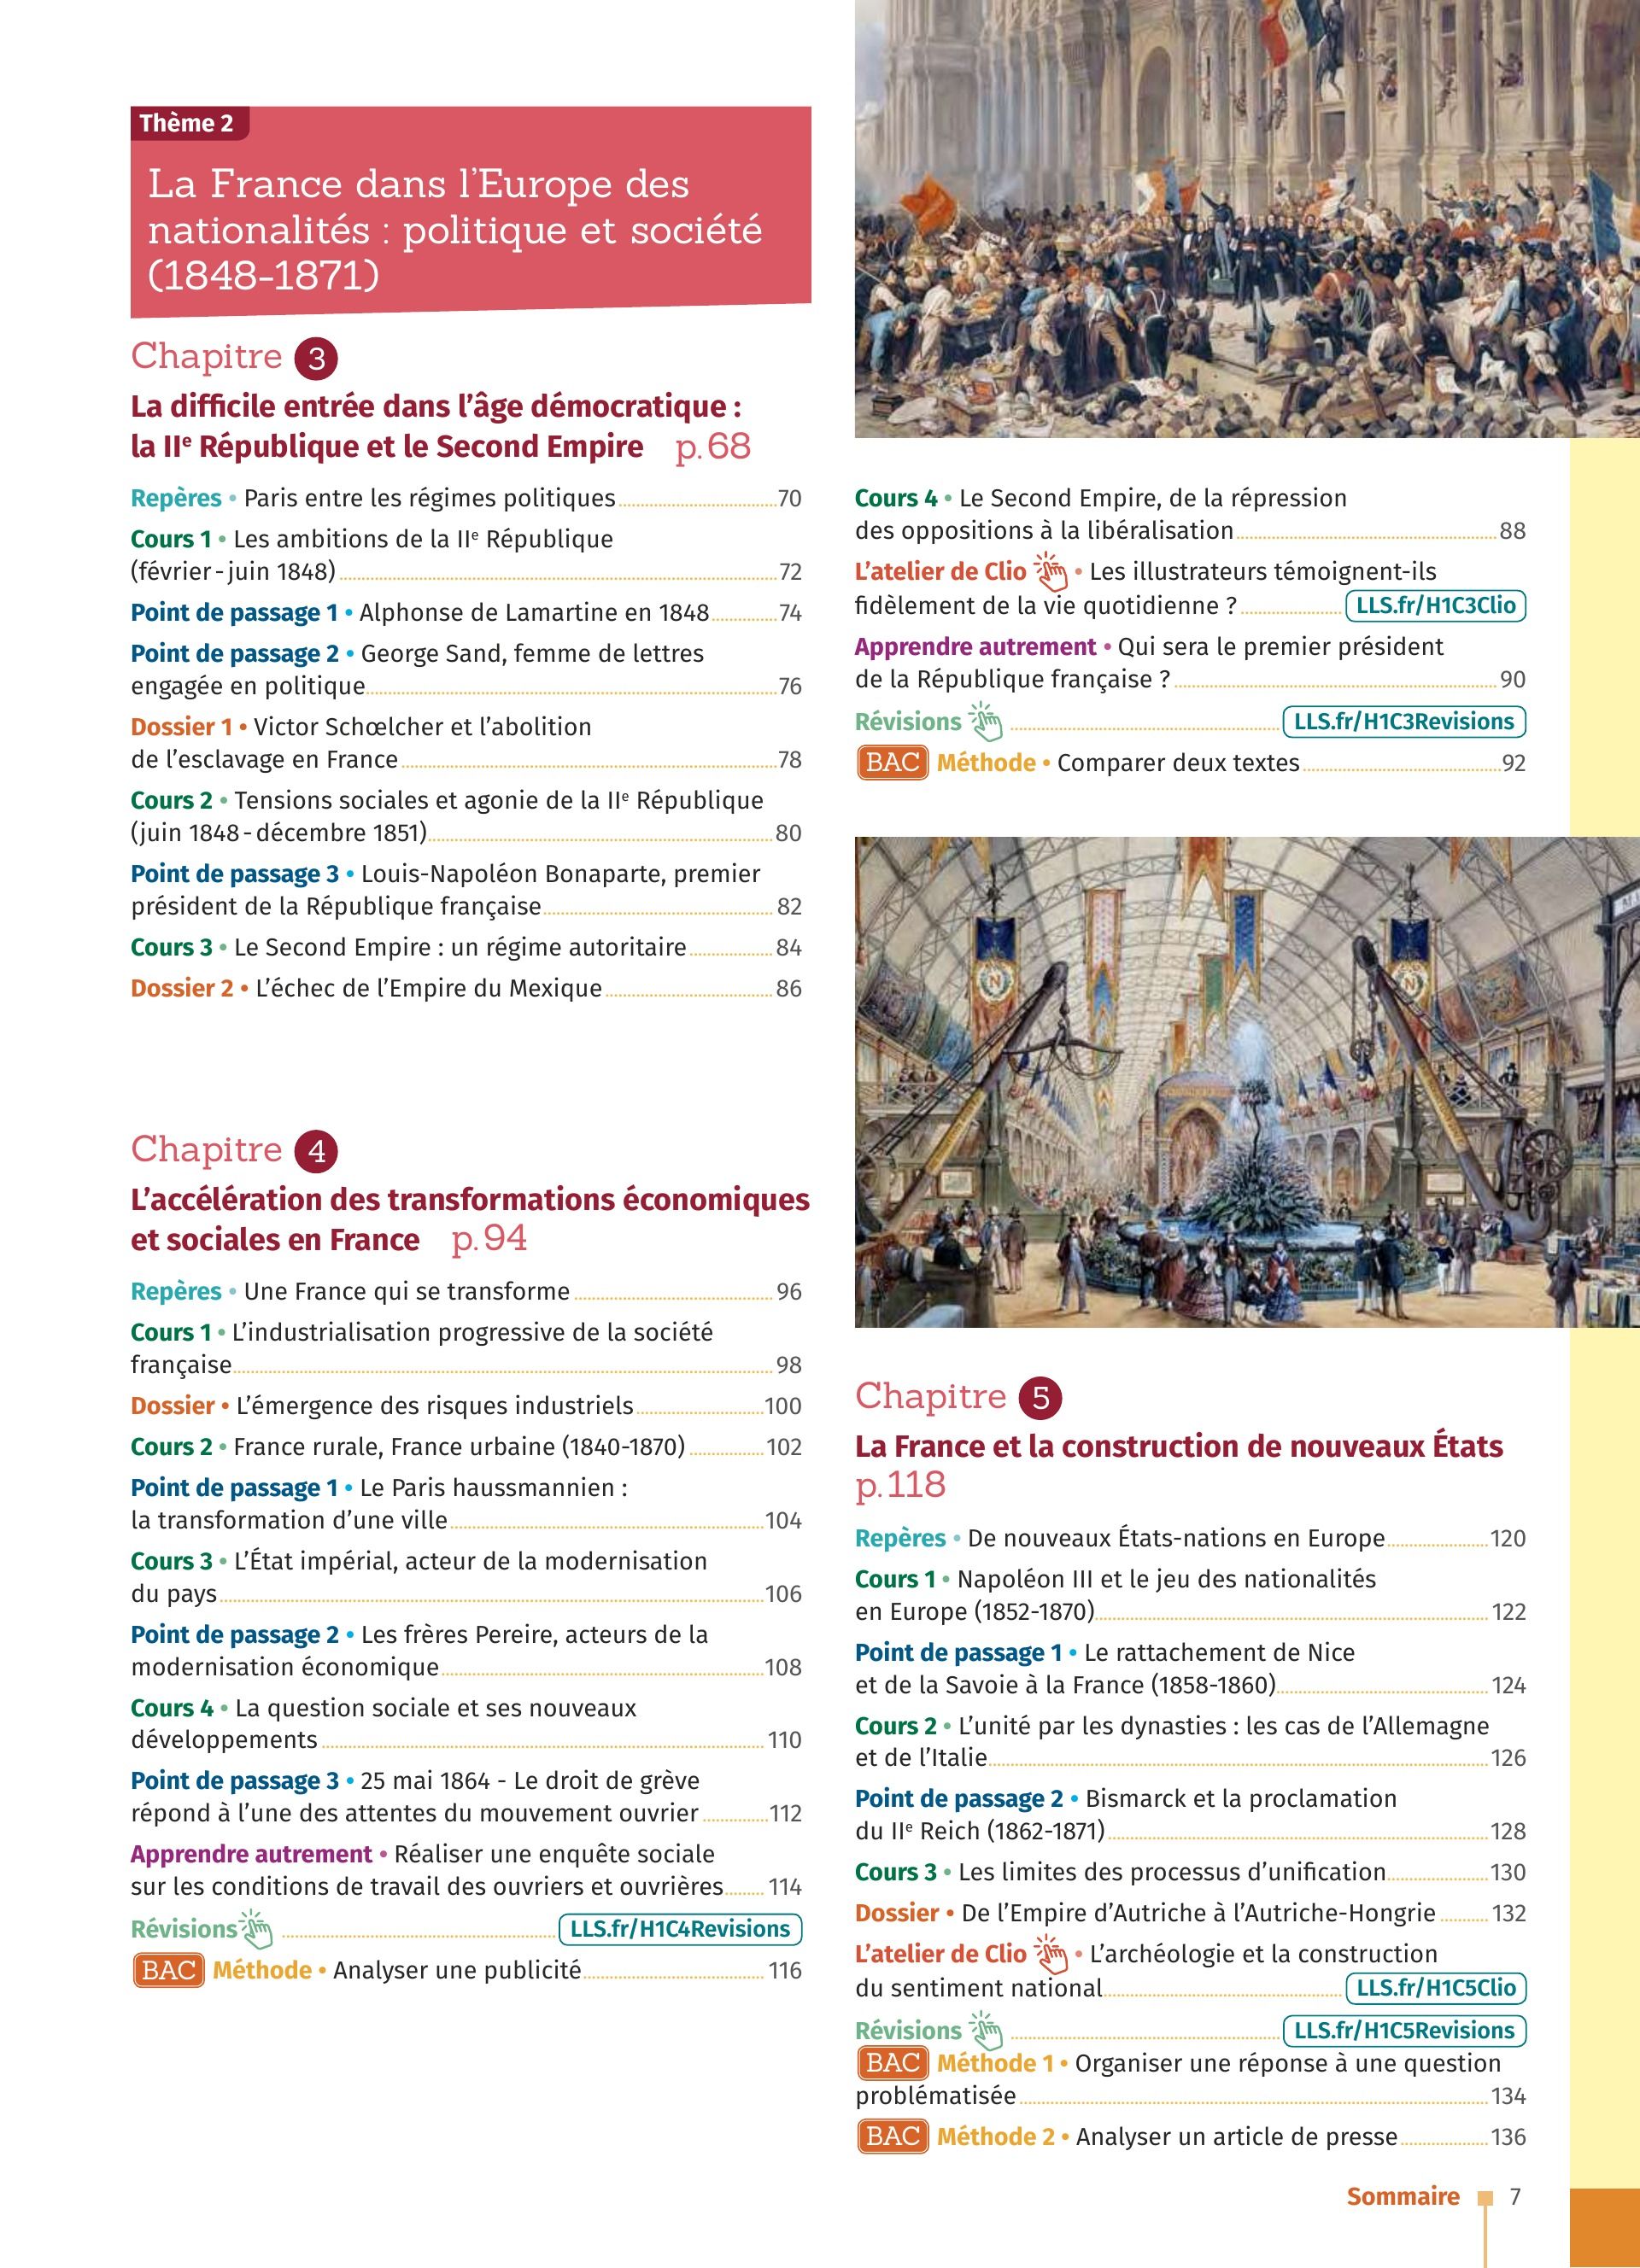 Thème 2
La France dans l’Europe des
nationalités : politique et société
(1848-1871)
Chapitre 3
La difficile entrée dans l’âge démocratique :
la IIe République et le Second Empire p. 68
Repères • Paris entre les régimes politiques 70
Cours 1 • Les ambitions de la IIe République
(février - juin 1848) 72
Point de passage 1 • Alphonse de Lamartine en 1848 74
Point de passage 2 • George Sand, femme de lettres
engagée en politique 76
Dossier 1 • Victor Schœlcher et l’abolition
de l’esclavage en France 78
Cours 2 • Tensions sociales et agonie de la IIe République
(juin 1848 - décembre 1851) 80
Point de passage 3 • Louis-Napoléon Bonaparte, premier
président de la République française 82
Cours 3 • Le Second Empire : un régime autoritaire 84
Dossier 2 • L’échec de l’Empire du Mexique 86
Cours 4 • Le Second Empire, de la répression
des oppositions à la libéralisation 88
L’atelier de Clio • Les illustrateurs témoignent-ils
fidèlement de la vie quotidienne ? LLS.fr/H1C3Clio
Apprendre autrement • Qui sera le premier président
de la République française ? 90
Révisions LLS.fr/H1C3Revisions
BAC Méthode • Comparer deux textes 92
Chapitre 4
L’accélération des transformations économiques
et sociales en France p. 94
Repères • Une France qui se transforme 96
Cours 1 • L’industrialisation progressive de la société
française 98
Dossier • L’émergence des risques industriels 100
Cours 2 • France rurale, France urbaine (1840-1870) 102
Point de passage 1 • Le Paris haussmannien :
la transformation d’une ville 104
Cours 3 • L’État impérial, acteur de la modernisation
du pays 106
Point de passage 2 • Les frères Pereire, acteurs de la
modernisation économique 108
Cours 4 • La question sociale et ses nouveaux
développements 110
Point de passage 3 • 25 mai 1864 - Le droit de grève
répond à l’une des attentes du mouvement ouvrier 112
Apprendre autrement • Réaliser une enquête sociale
sur les conditions de travail des ouvriers et ouvrières 114
Révisions LLS.fr/H1C4Revisions
BAC Méthode • Analyser une publicité 116
N
N
Chapitre 5
La France et la construction de nouveaux États
p. 118
Repères • De nouveaux États-nations en Europe 120
Cours 1 • Napoléon III et le jeu des nationalités
en Europe (1852-1870) 122
Point de passage 1 • Le rattachement de Nice
et de la Savoie à la France (1858-1860) 124
Cours 2 • L’unité par les dynasties : les cas de l’Allemagne
et de l’Italie 126
Point de passage 2 • Bismarck et la proclamation
du IIe Reich (1862-1871) 128
Cours 3 • Les limites des processus d’unification 130
Dossier • De l’Empire d’Autriche à l’Autriche-Hongrie 132
L’atelier de Clio • L’archéologie et la construction
du sentiment national LLS.fr/H1C5Clio
Révisions LLS.fr/H1C5Revisions
BAC Méthode 1 • Organiser une réponse à une question
problématisée 134
BAC Méthode 2 • Analyser un article de presse 136
Sommaire 7